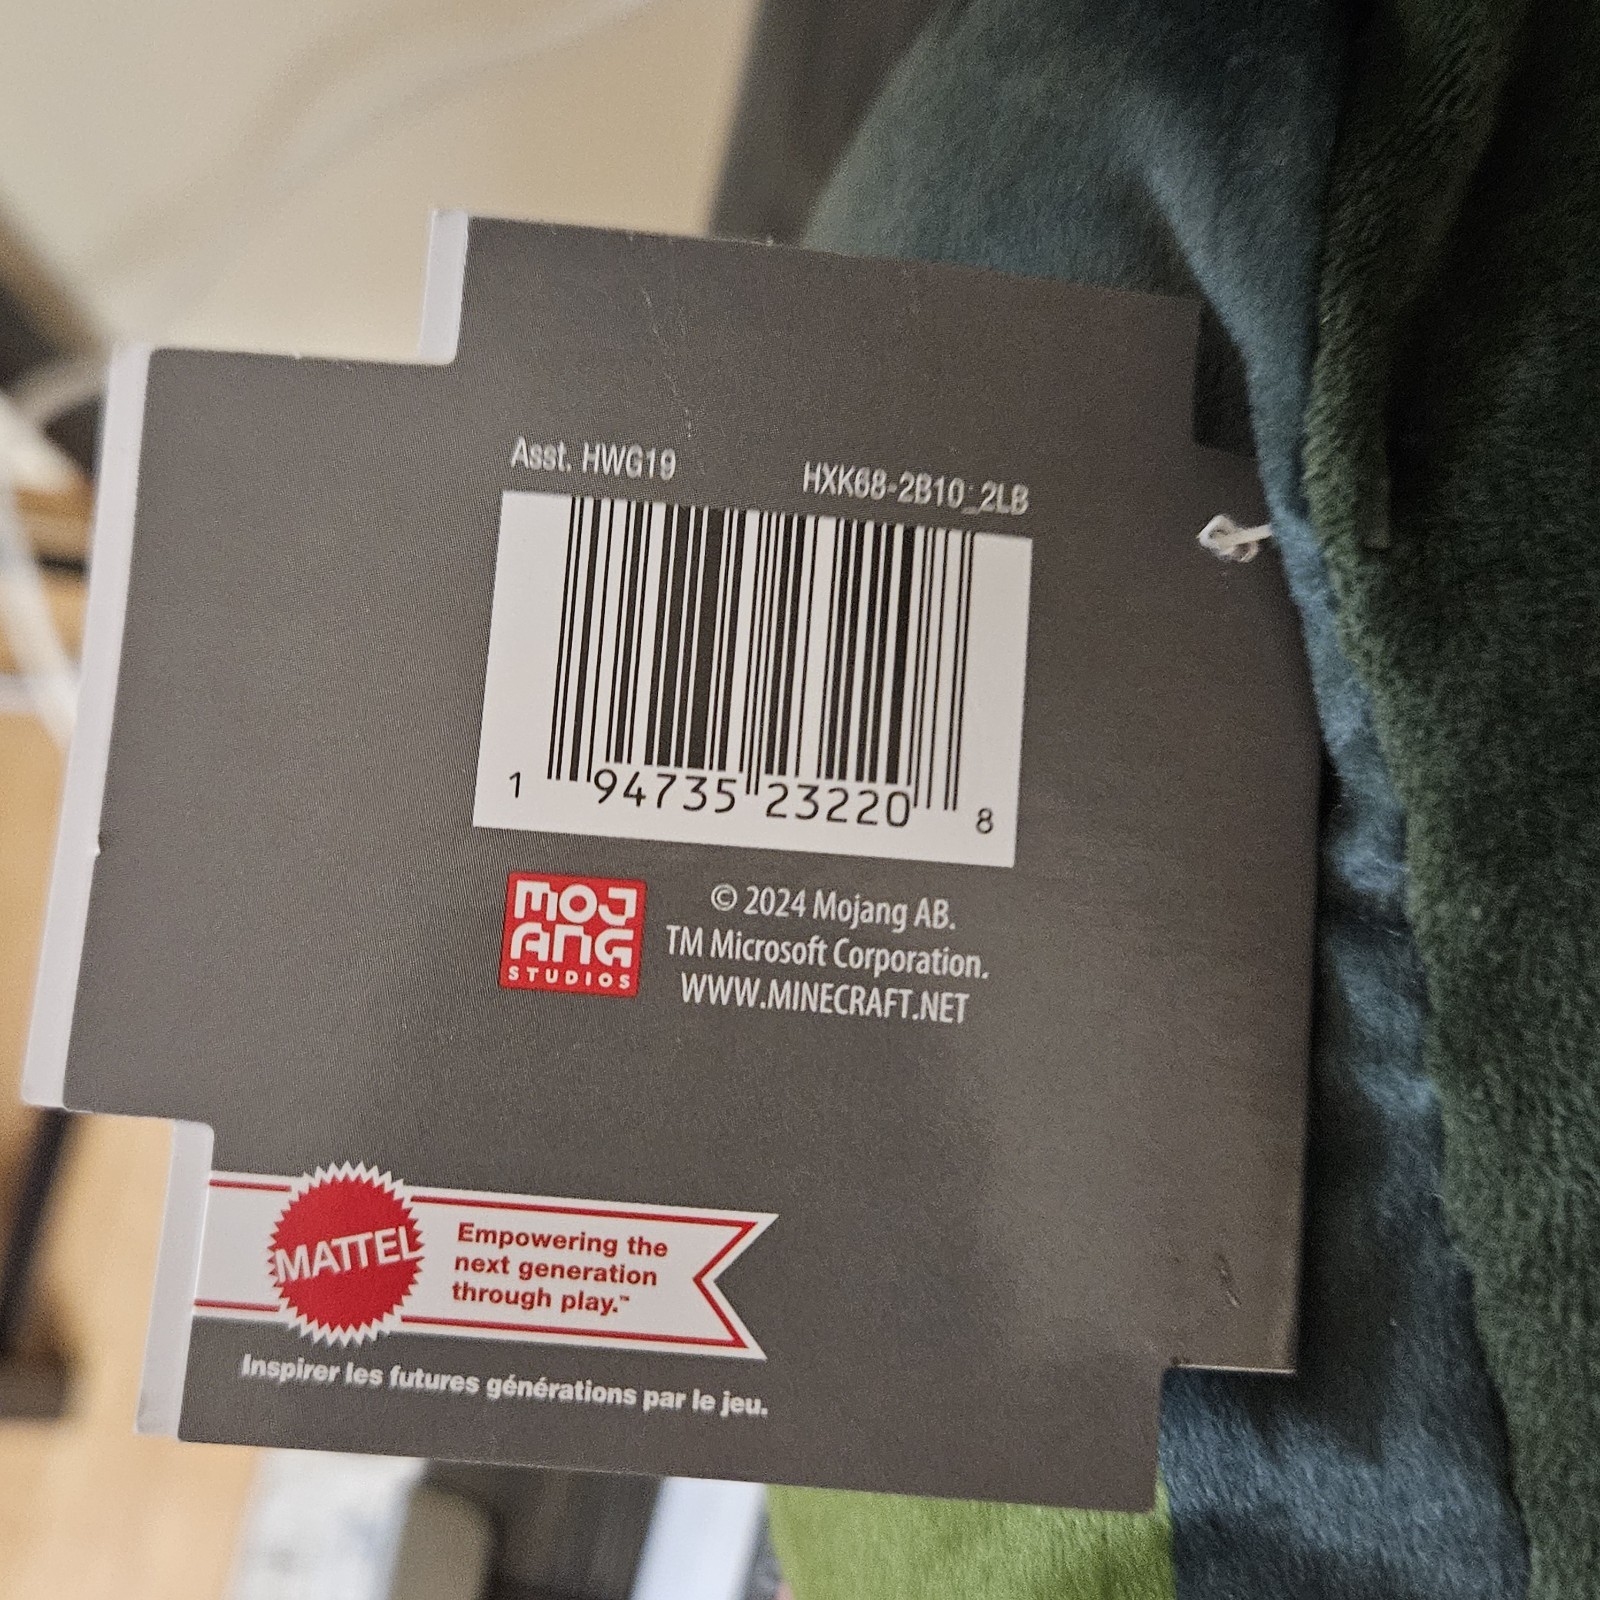 Asst. HWG19
HXK68-2B10_2LB
1 94735 23220 8
MOJ
ANG
STUDIOS
© 2024 Mojang AB.
TM Microsoft Corporation.
WWW.MINECRAFT.NET
MATTEL
Empowering the
next generation
through play.™
Inspirer les futures générations par le jeu.